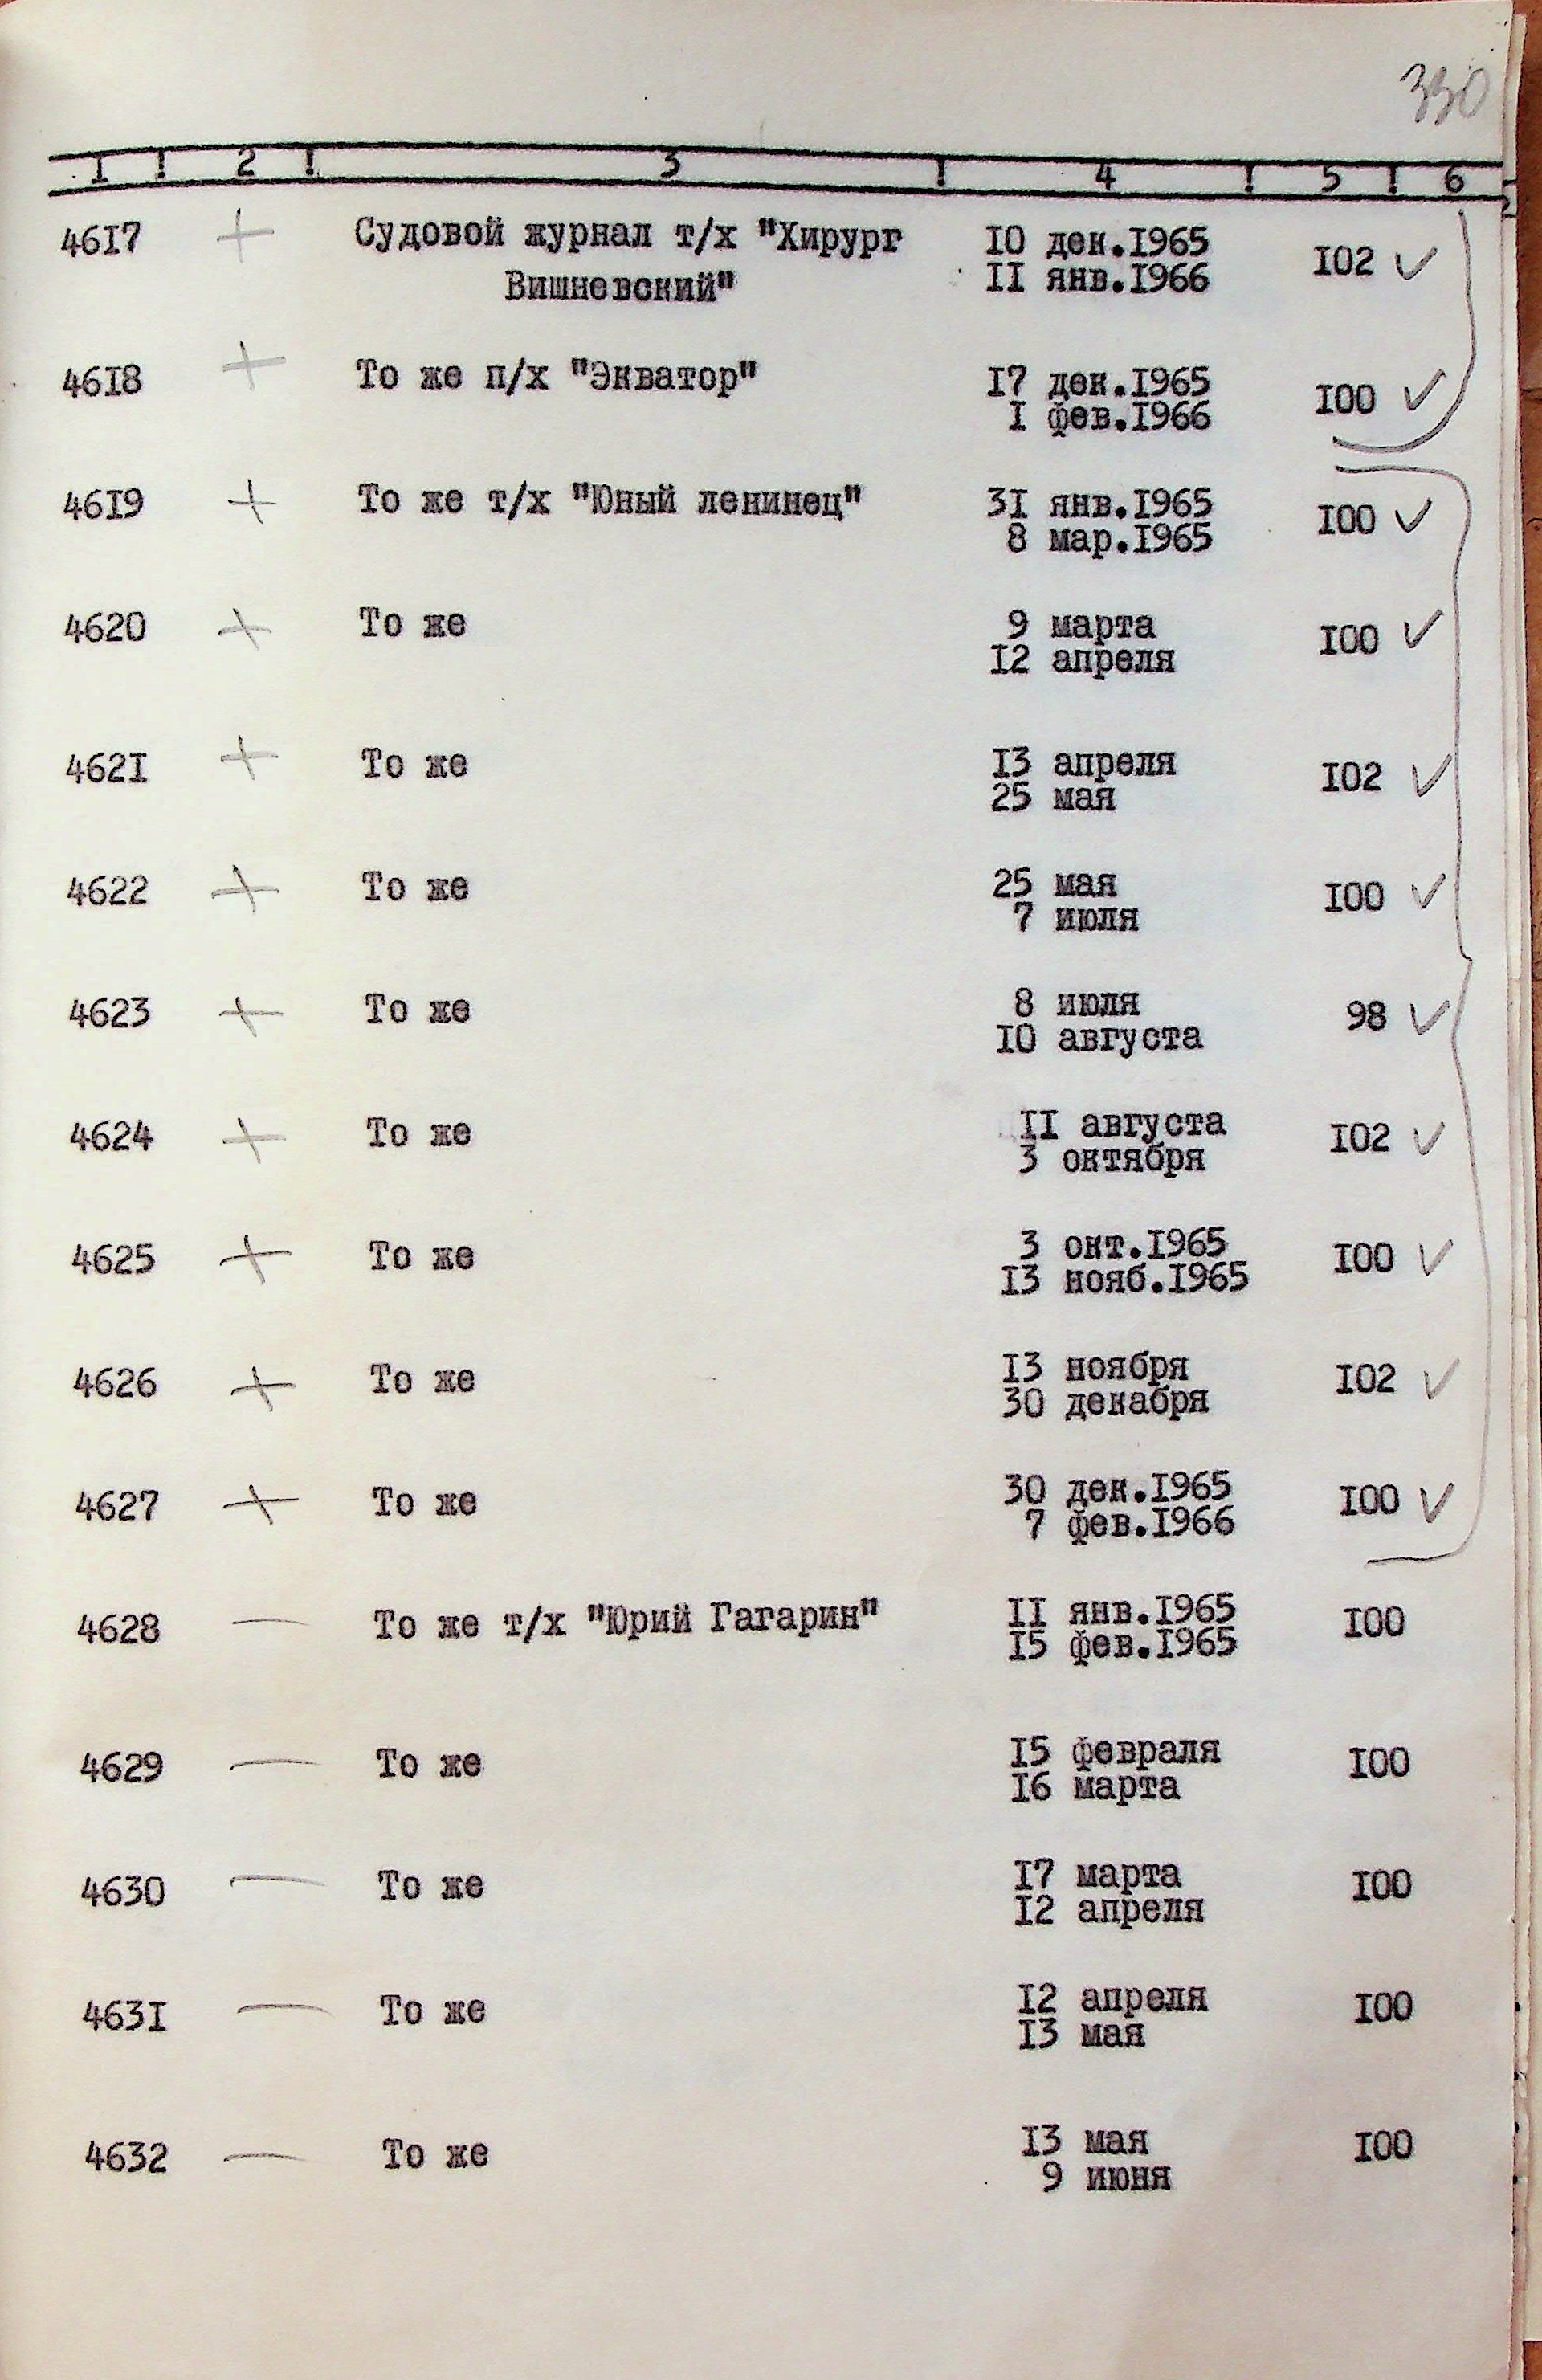 330
1 ! 2 ! 3 ! 4 ! 5 ! 6
4617 + Судовой журнал т/х "Хирург 10 дек.1965 102 ✓
Вишневский" 11 янв.1966
4618 + То же п/х "Экватор" 17 дек.1965 100 ✓
1 фев.1966
4619 + То же т/х "Юный ленинец" 31 янв.1965 100 ✓
8 мар.1965
4620 + То же 9 марта 100 ✓
12 апреля
4621 + То же 13 апреля 102 ✓
25 мая
4622 + То же 25 мая 100 ✓
7 июля
4623 + То же 8 июля 98 ✓
10 августа
4624 + То же 11 августа 102 ✓
3 октября
4625 + То же 3 окт.1965 100 ✓
13 нояб.1965
4626 + То же 13 ноября 102 ✓
30 декабря
4627 + То же 30 дек.1965 100 ✓
7 фев.1966
4628 — То же т/х "Юрий Гагарин" 11 янв.1965 100
15 фев.1965
4629 — То же 15 февраля 100
16 марта
4630 — То же 17 марта 100
12 апреля
4631 — То же 12 апреля 100
13 мая
4632 — То же 13 мая 100
9 июня